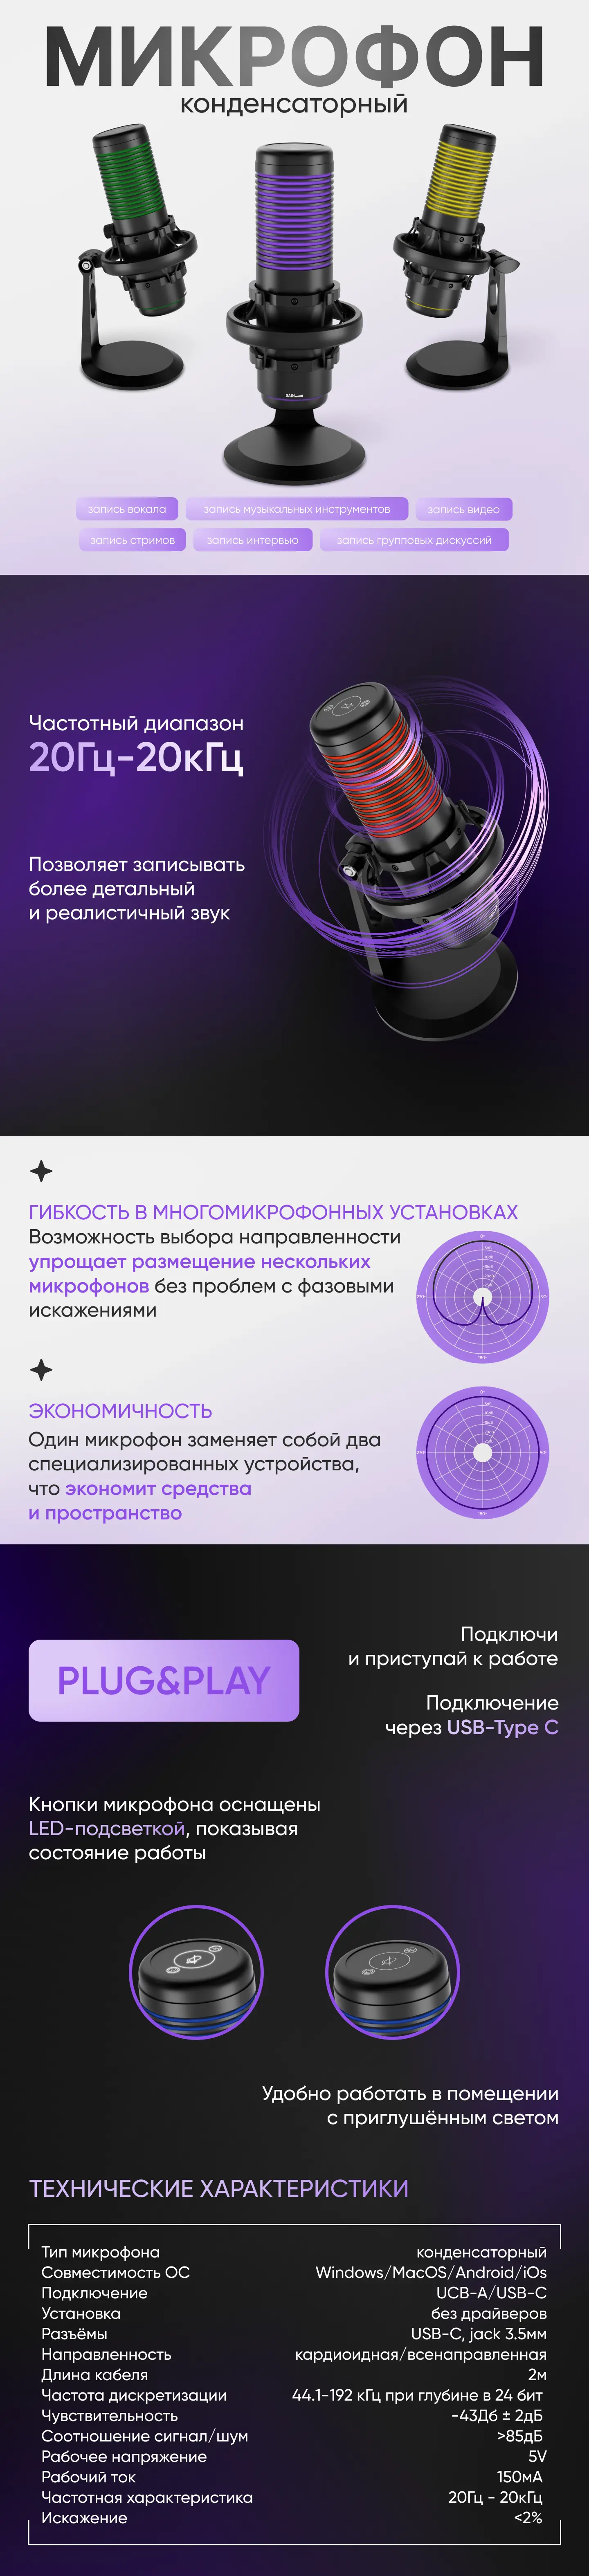 МИКРОФОН
конденсаторный
запись вокала
запись музыкальных инструментов
запись видео
запись стримов
запись интервью
запись групповых дискуссий
Частотный диапазон
20Гц-20кГц
Позволяет записывать
более детальный
и реалистичный звук
ГИБКОСТЬ В МНОГОМИКРОФОННЫХ УСТАНОВКАХ
Возможность выбора направленности
упрощает размещение нескольких
микрофонов без проблем с фазовыми
искажениями
0°
180°
ЭКОНОМИЧНОСТЬ
Один микрофон заменяет собой два
специализированных устройства,
что экономит средства
и пространство
0°
180°
PLUG&PLAY
Подключи
и приступай к работе
Подключение
через USB-Type C
Кнопки микрофона оснащены
LED-подсветкой, показывая
состояние работы
Удобно работать в помещении
с приглушённым светом
ТЕХНИЧЕСКИЕ ХАРАКТЕРИСТИКИ
Тип микрофона конденсаторный
Совместимость ОС Windows/MacOS/Android/iOs
Подключение UCB-A/USB-C
Установка без драйверов
Разъёмы USB-C, jack 3.5мм
Направленность кардиоидная/всенаправленная
Длина кабеля 2м
Частота дискретизации 44.1-192 кГц при глубине в 24 бит
Чувствительность -43Дб ± 2дБ
Соотношение сигнал/шум >85дБ
Рабочее напряжение 5V
Рабочий ток 150мА
Частотная характеристика 20Гц - 20кГц
Искажение <2%